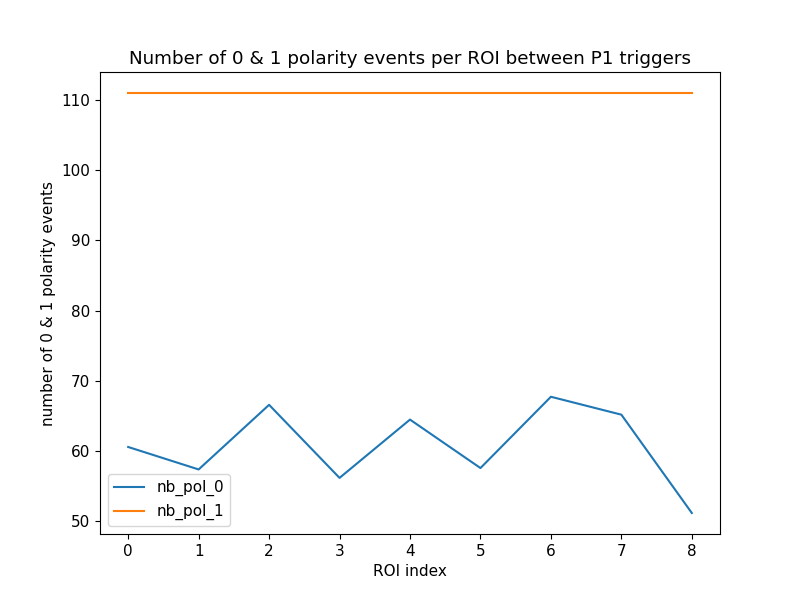 Number of 0 & 1 polarity events per ROI between P1 triggers
number of 0 & 1 polarity events
110
100
90
80
70
60
50
nb_pol_0
nb_pol_1
0 1 2 3 4 5 6 7 8
ROI index